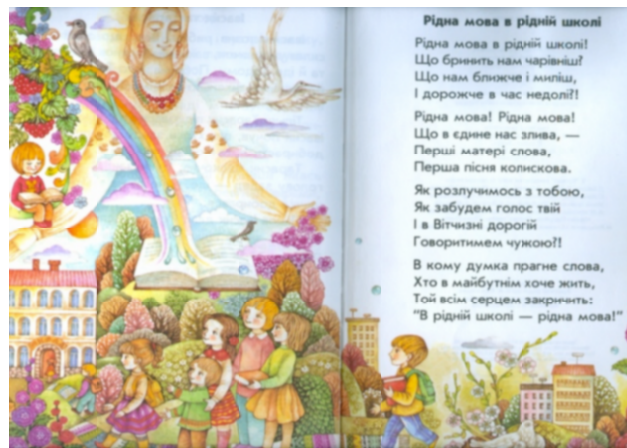 Рідна мова в рідній школі
Рідна мова в рідній школі!
Що бринить нам чарівніш?
Що нам ближче і миліш,
І дорожче в час недолі?!
Рідна мова! Рідна мова!
Що в єдине нас злива, —
Перші матері слова,
Перша пісня колискова.
Як розлучимось з тобою,
Як забудем голос твій
І в Вітчизні дорогій
Говоритимем чужою?!
В кому думка прагне слова,
Хто в майбутнім хоче жить,
Той всім серцем закричить:
"В рідній школі — рідна мова!"